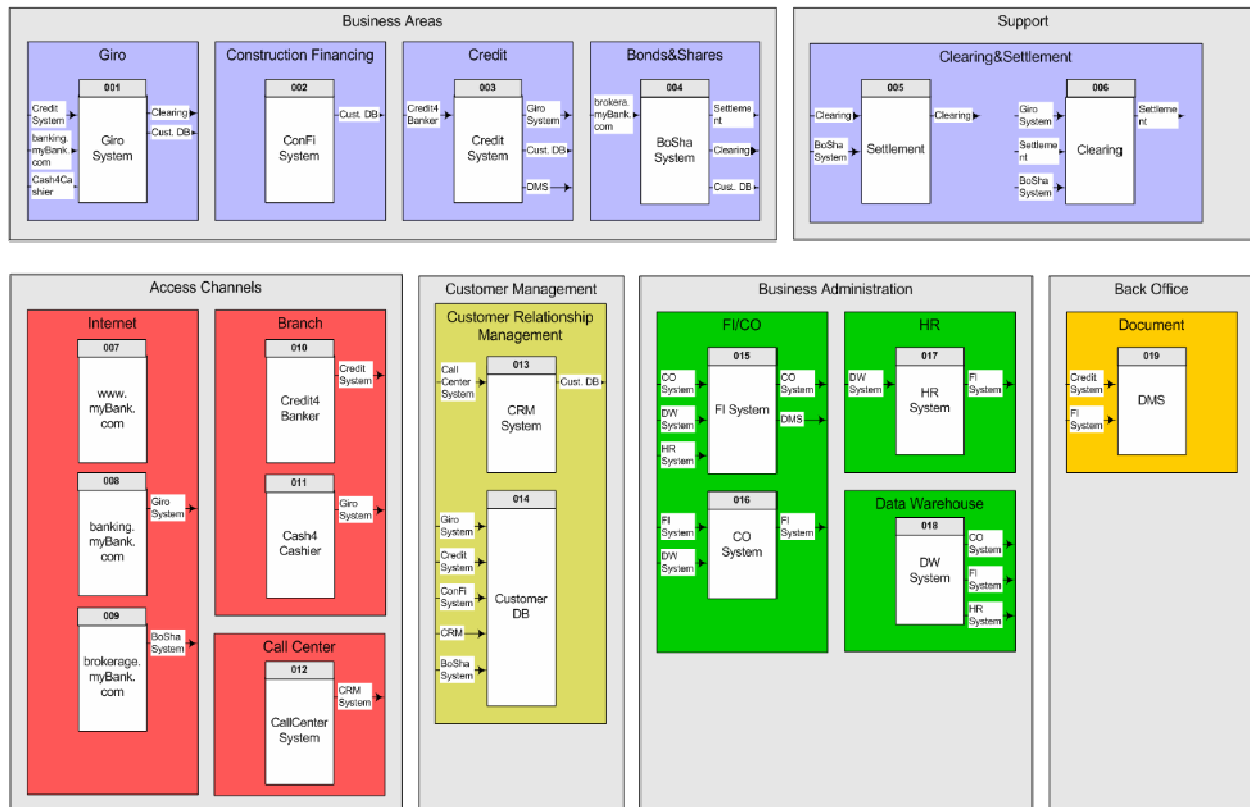 Business Areas
Giro
001
Credit
System
banking.
myBank.
com
Cash4Ca
shier
Giro
System
Clearing
Cust. DB
Construction Financing
002
ConFi
System
Cust. DB
Credit
003
Credit4
Banker
Credit
System
Giro
System
Cust. DB
DMS
Bonds&Shares
004
brokera.
myBank.
com
BoSha
System
Settleme
nt
Clearing
Cust. DB
Support
Clearing&Settlement
005
Clearing
BoSha
System
Settlement
Clearing
006
Giro
System
Settleme
nt
BoSha
System
Clearing
Settleme
nt
Access Channels
Internet
007
www.
myBank.
com
008
banking.
myBank.
com
Giro
System
009
brokerage.
myBank.
com
BoSha
System
Branch
010
Credit4
Banker
Credit
System
011
Cash4
Cashier
Giro
System
Call Center
012
CallCenter
System
CRM
System
Customer Management
Customer Relationship
Management
013
Call
Center
System
CRM
System
Cust. DB
014
Giro
System
Credit
System
ConFi
System
CRM
BoSha
System
Customer
DB
Business Administration
FI/CO
015
CO
System
DW
System
HR
System
FI System
CO
System
DMS
016
FI
System
DW
System
CO
System
FI
System
HR
017
DW
System
HR
System
FI
System
Data Warehouse
018
DW
System
CO
System
FI
System
HR
System
Back Office
Document
019
Credit
System
FI
System
DMS